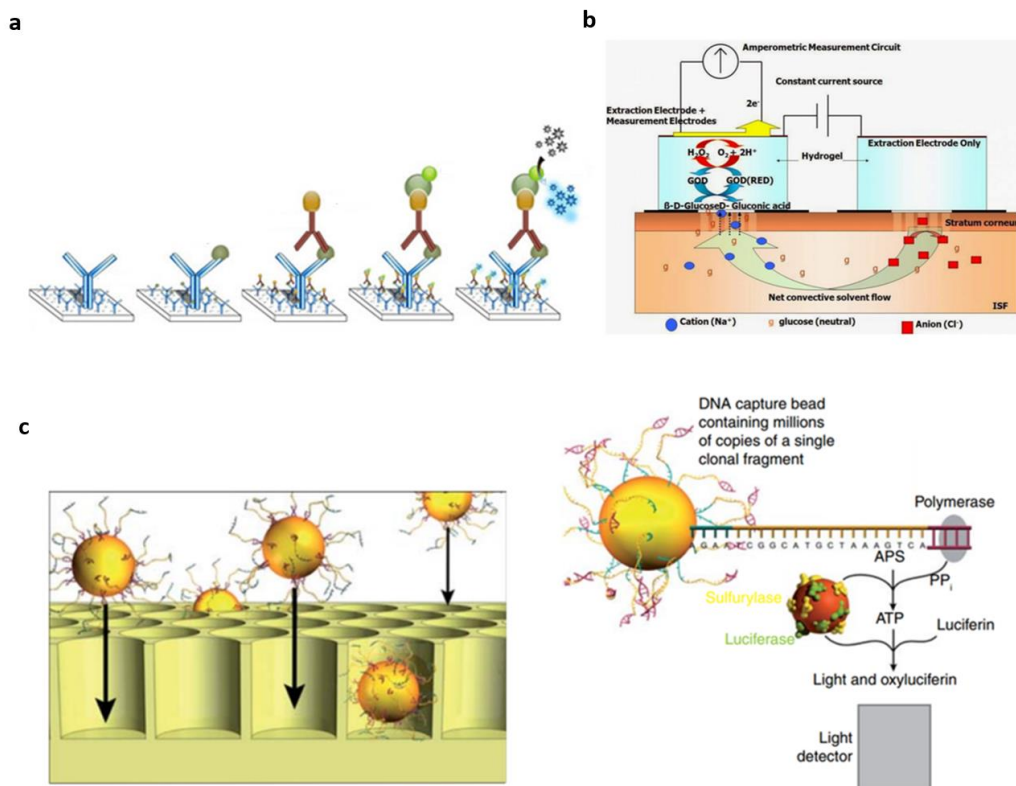 a
b
Amperometric Measurement Circuit
Constant current source
2e-
Extraction Electrode +
Measurement Electrodes
Extraction Electrode Only
H2O2 O2 + 2H+
Hydrogel
GOD GOD(RED)
ß-D-GlucoseD- Gluconic acid
Stratum corneu
g g g g g g g g g g g g
Net convective solvent flow
ISF
Cation (Na+)
g glucose (neutral)
Anion (Cl-)
c
DNA capture bead
containing millions
of copies of a single
clonal fragment
Polymerase
AGAATCGGCATGCTAAAGTCA
APS
PPi
Sulfurylase
ATP
Luciferin
Luciferase
Light and oxyluciferin
Light
detector